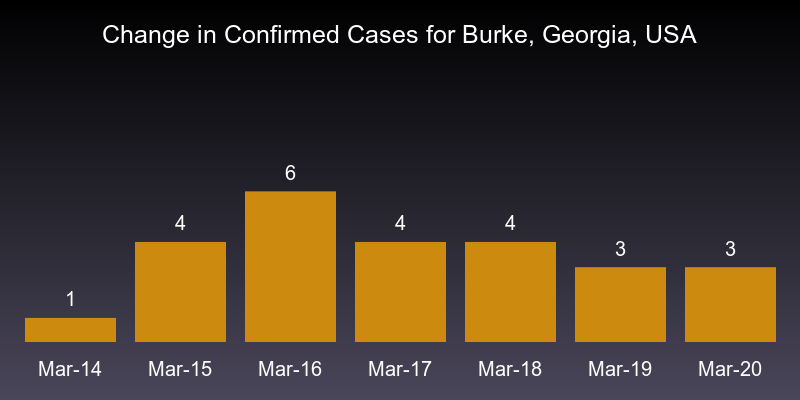 Change in Confirmed Cases for Burke, Georgia, USA
6
4
4
4
3
3
1
Mar-14
Mar-15
Mar-16
Mar-17
Mar-18
Mar-19
Mar-20